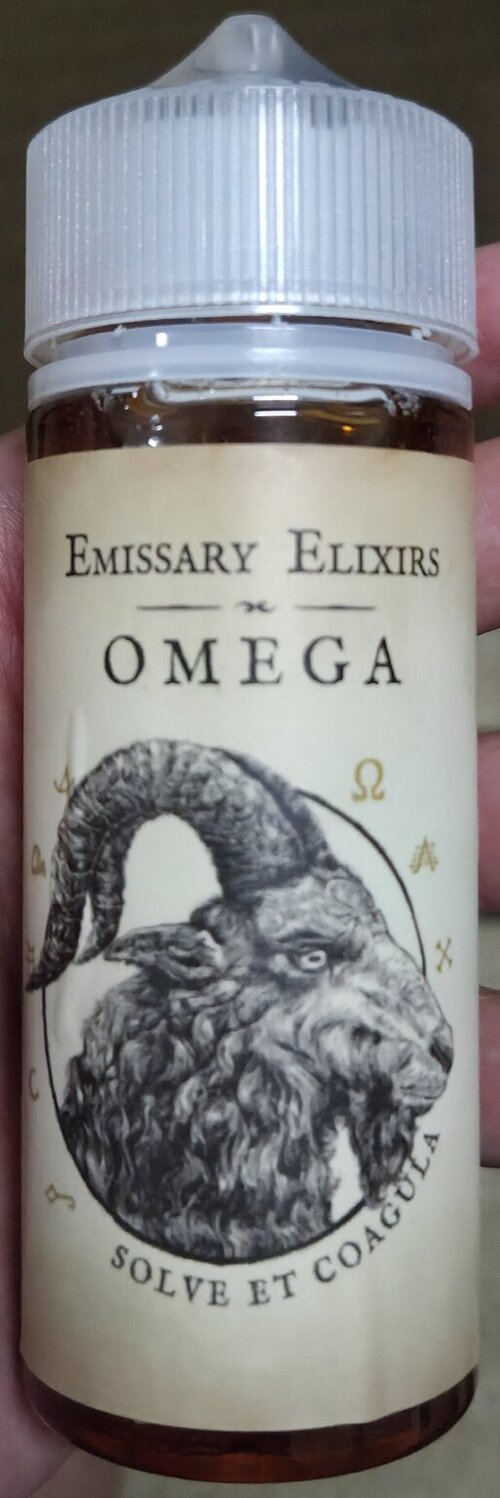 EMISSARY ELIXIRS
OMEGA
Ω
SOLVE ET COAGULA